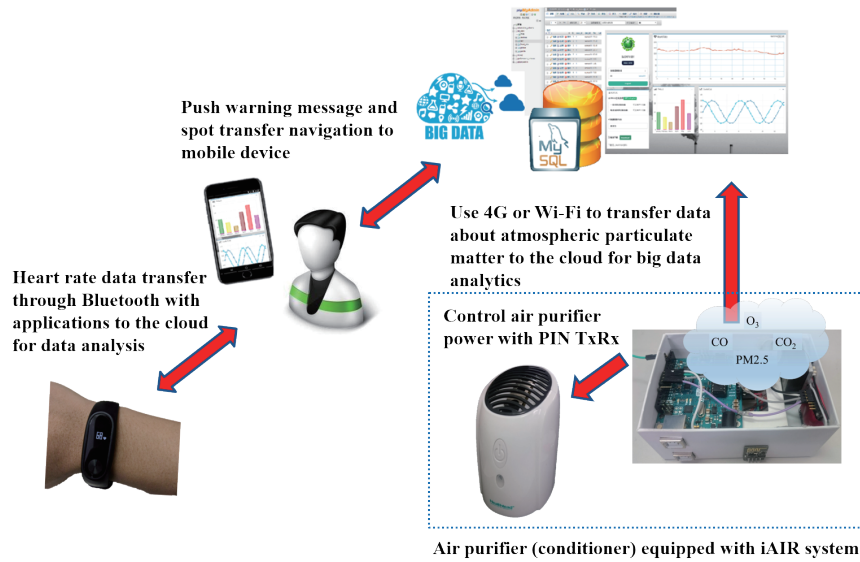 Push warning message and
spot transfer navigation to
mobile device
BIG DATA
My
SQL
Use 4G or Wi-Fi to transfer data
about atmospheric particulate
matter to the cloud for big data
analytics
Heart rate data transfer
through Bluetooth with
applications to the cloud
for data analysis
Control air purifier
power with PIN TxRx
O₃
CO CO₂
PM2.5
Air purifier (conditioner) equipped with iAIR system